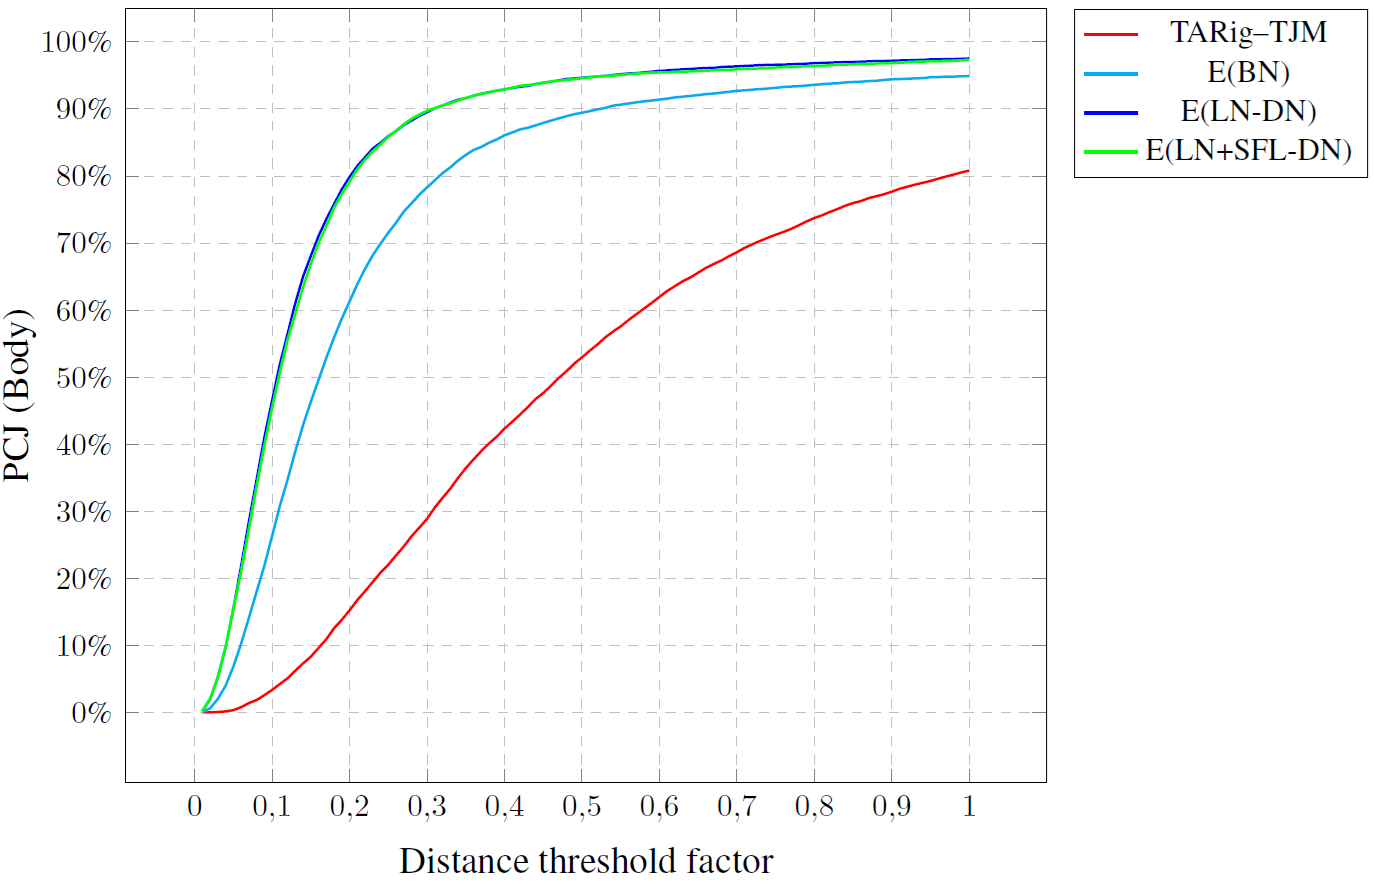 100%
90%
80%
70%
60%
50%
40%
30%
20%
10%
0%
PCJ (Body)
0 0,1 0,2 0,3 0,4 0,5 0,6 0,7 0,8 0,9 1
Distance threshold factor
TARig–TJM
E(BN)
E(LN-DN)
E(LN+SFL-DN)